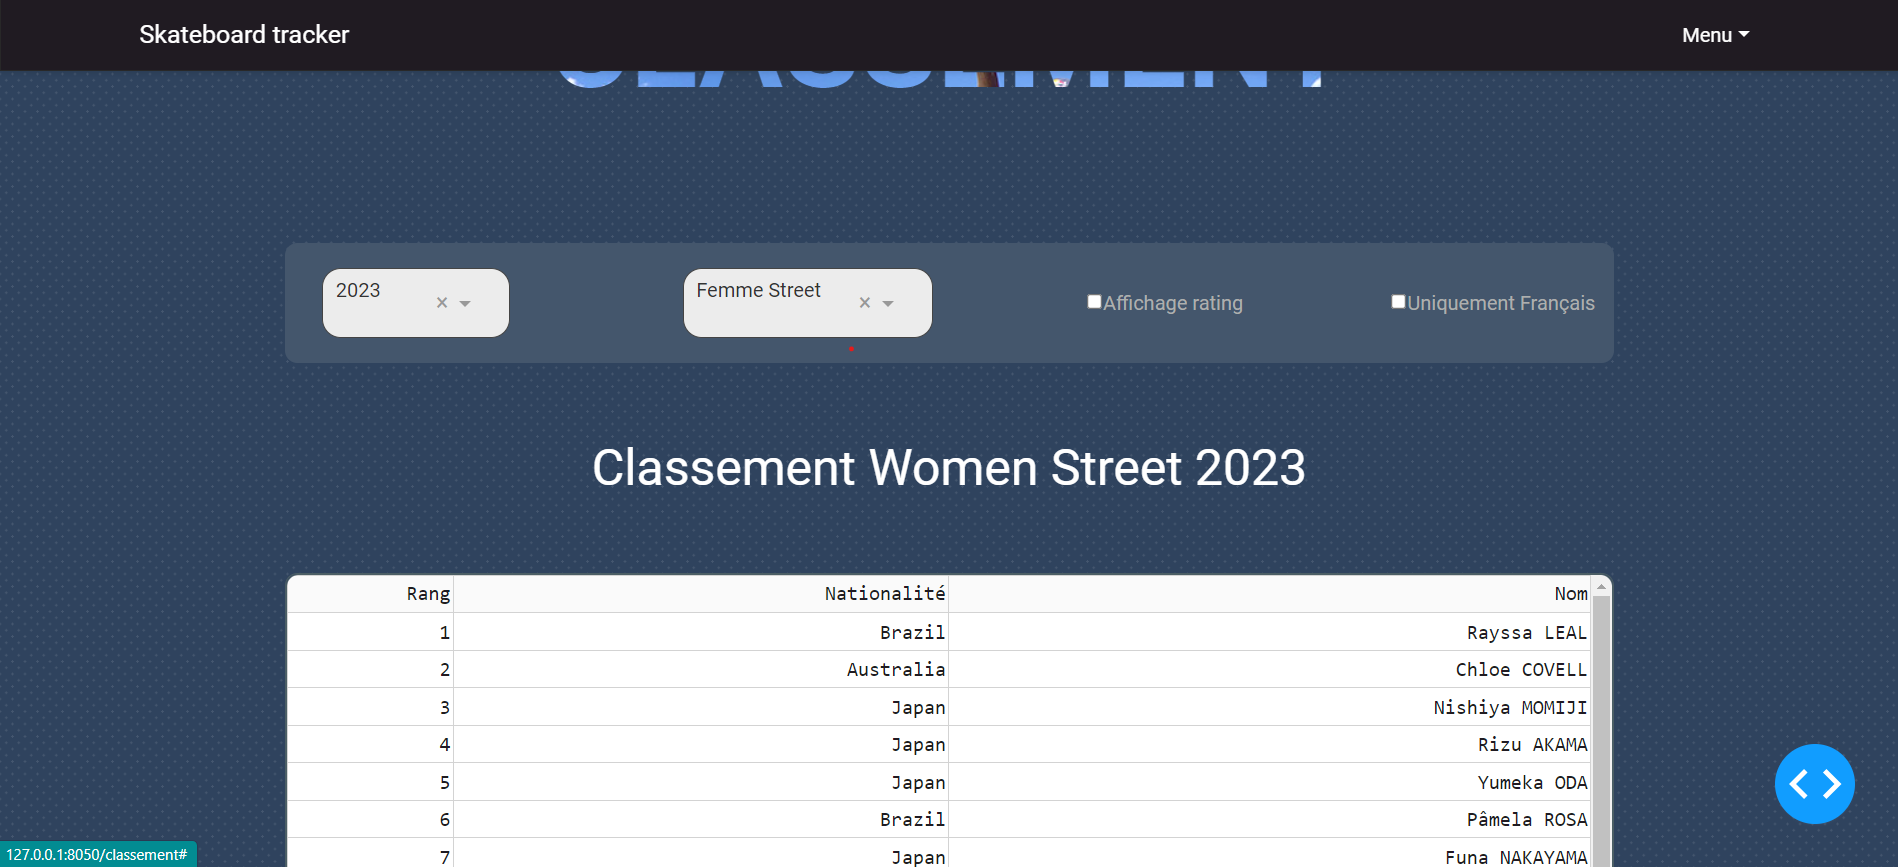 Skateboard tracker
Menu
CLASSEMENT
2023
Femme Street
Affichage rating
Uniquement Français
Classement Women Street 2023
Rang Nationalité Nom
1 Brazil Rayssa LEAL
2 Australia Chloe COVELL
3 Japan Nishiya MOMIJI
4 Japan Rizu AKAMA
5 Japan Yumeka ODA
6 Brazil Pâmela ROSA
7 Japan Funa NAKAYAMA
127.0.0.1:8050/classement#